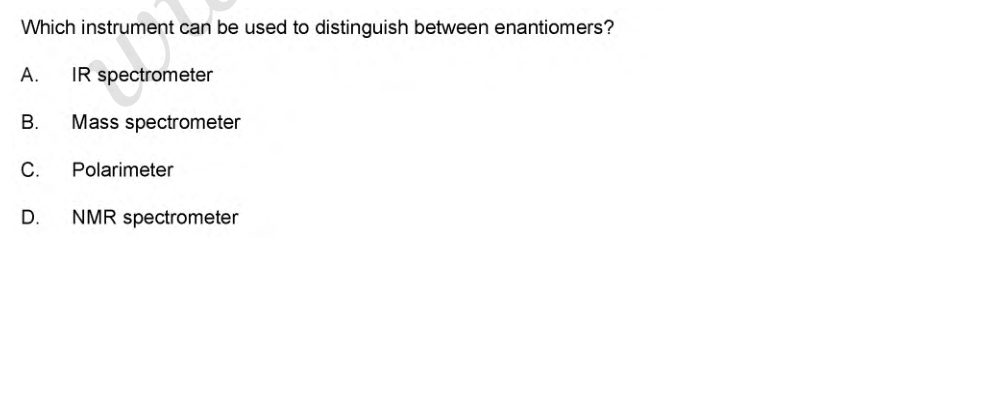 Which instrument can be used to distinguish between enantiomers?
A. IR spectrometer
B. Mass spectrometer
C. Polarimeter
D. NMR spectrometer